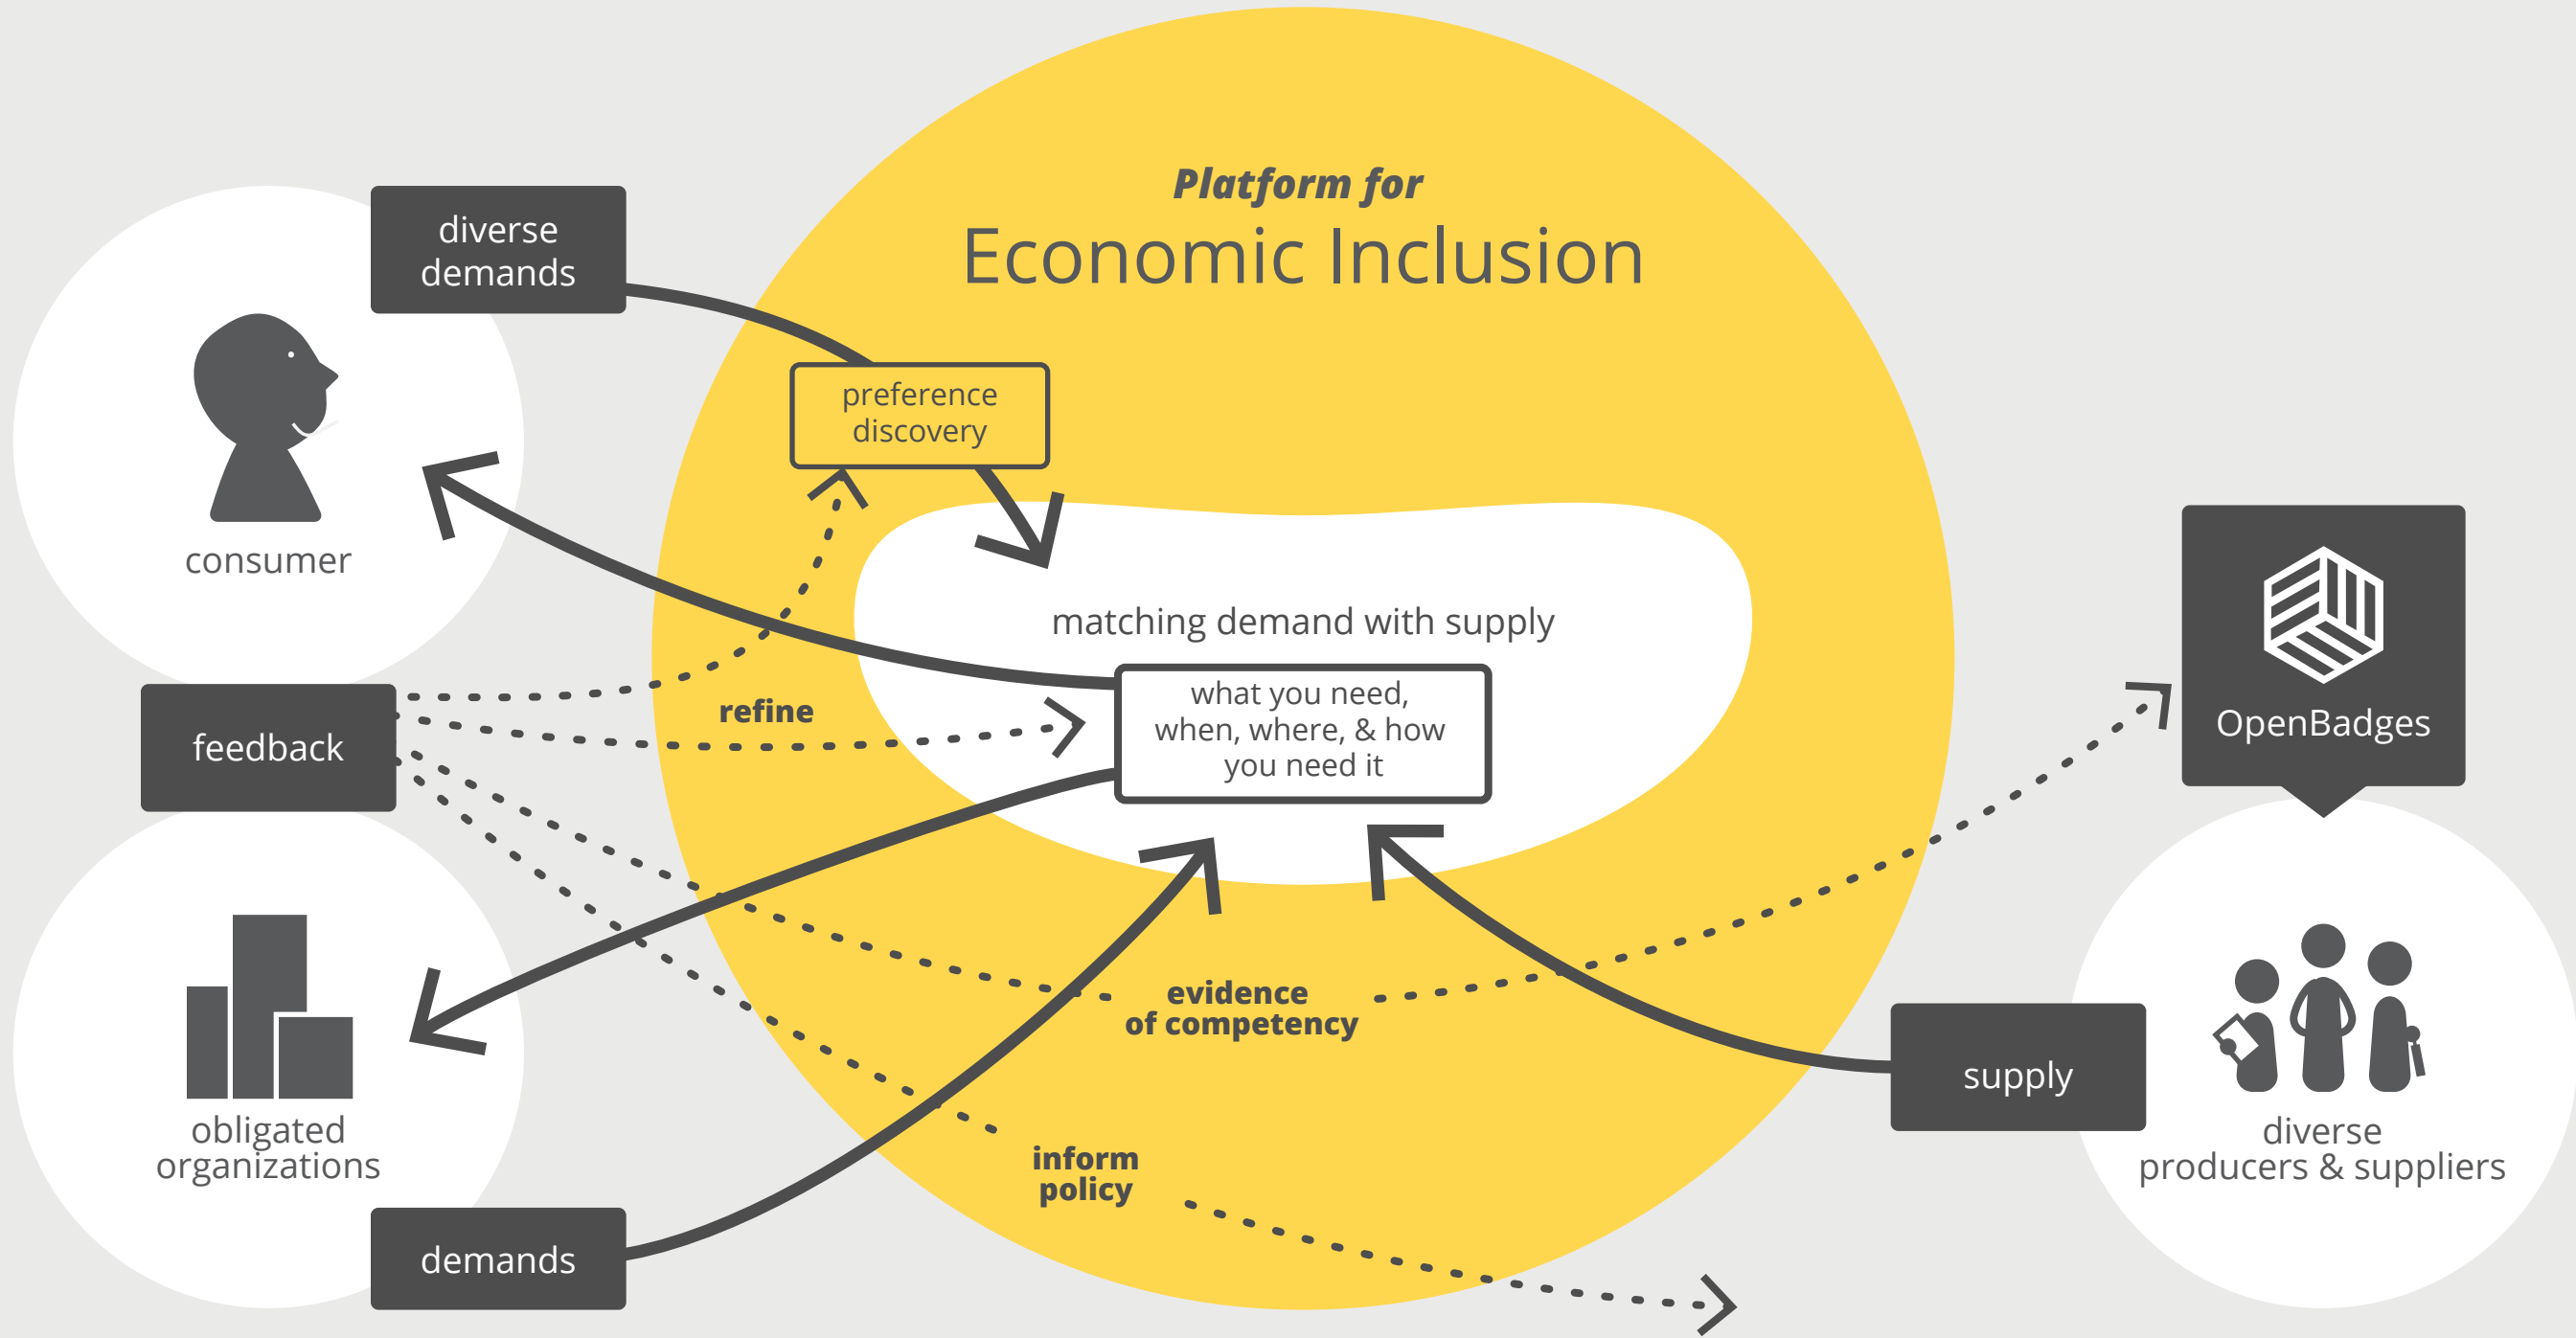 Platform for
Economic Inclusion
diverse
demands
preference
discovery
consumer
matching demand with supply
what you need,
when, where, & how
you need it
refine
feedback
OpenBadges
evidence
of competency
supply
obligated
organizations
diverse
producers & suppliers
inform
policy
demands